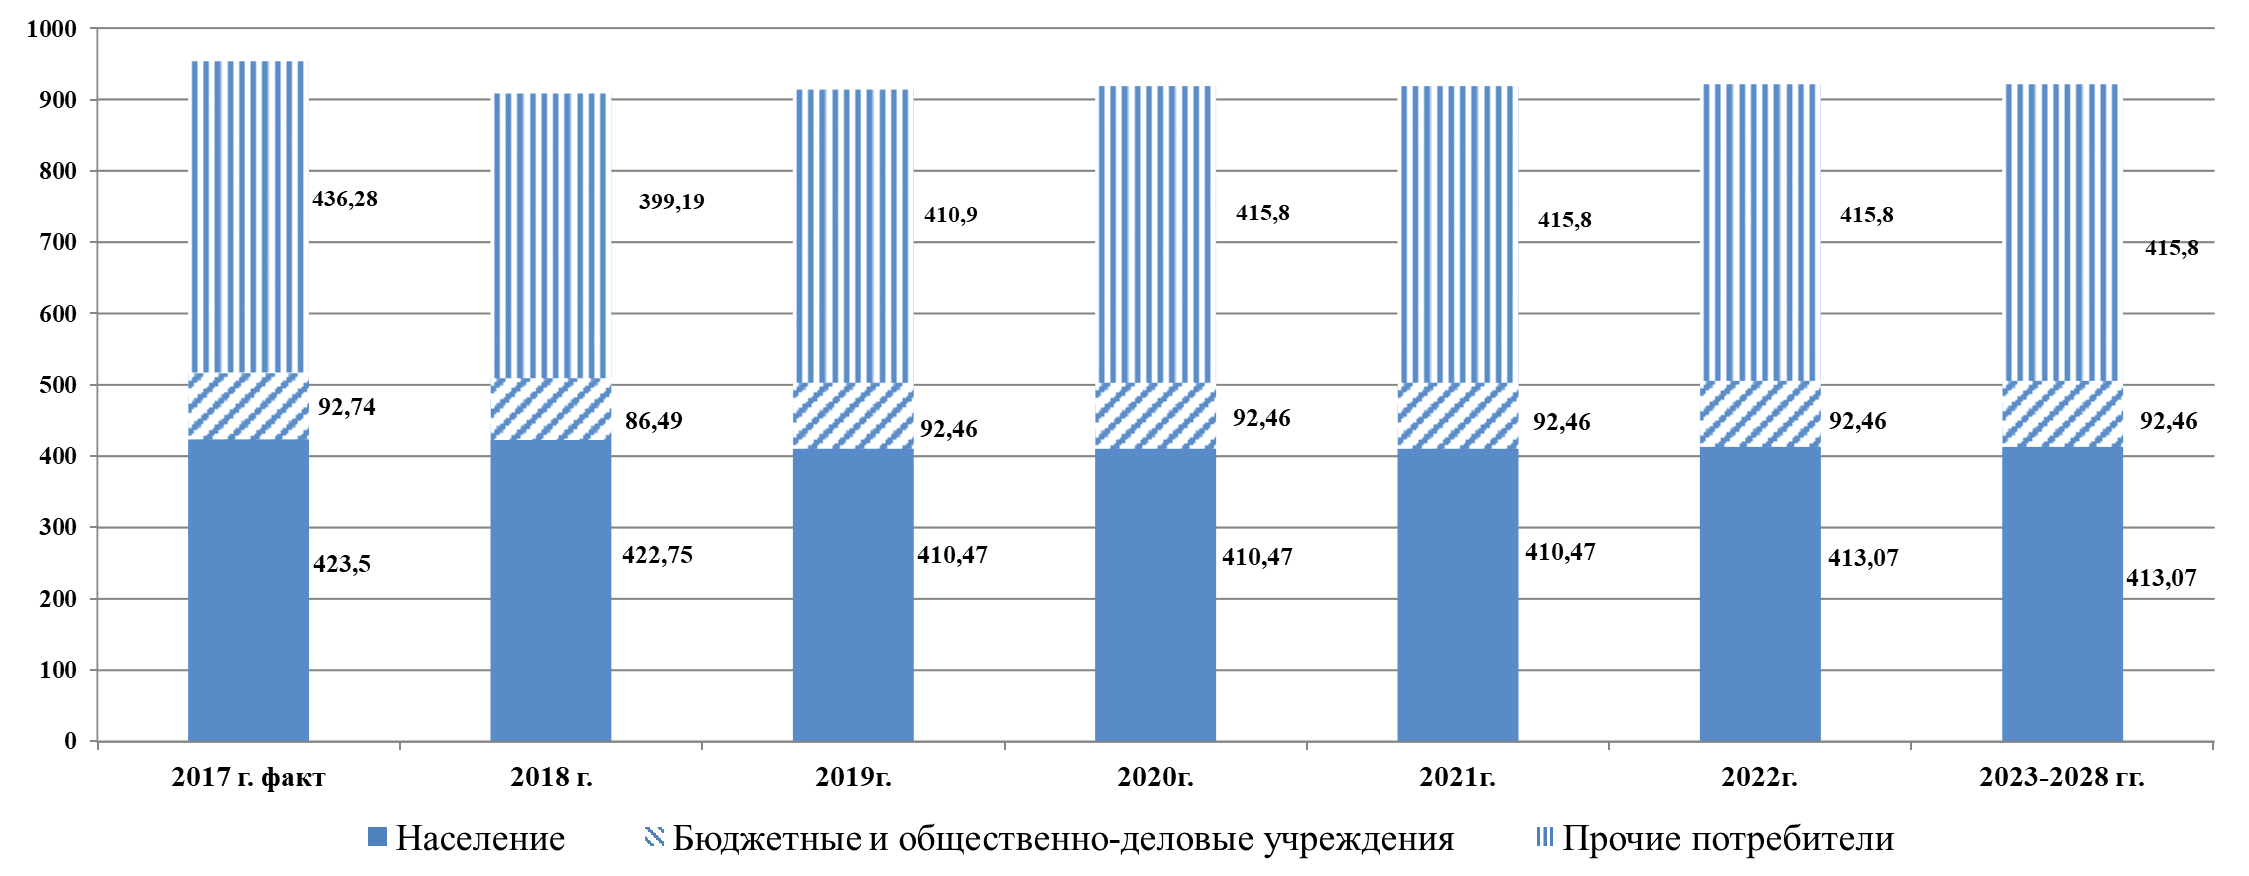 1000
900
800
700
600
500
400
300
200
100
0
436,28 399,19 410,9 415,8 415,8 415,8 415,8
92,74 86,49 92,46 92,46 92,46 92,46 92,46
423,5 422,75 410,47 410,47 410,47 413,07 413,07
2017 г. факт 2018 г. 2019г. 2020г. 2021г. 2022г. 2023-2028 гг.
Население Бюджетные и общественно-деловые учреждения Прочие потребители